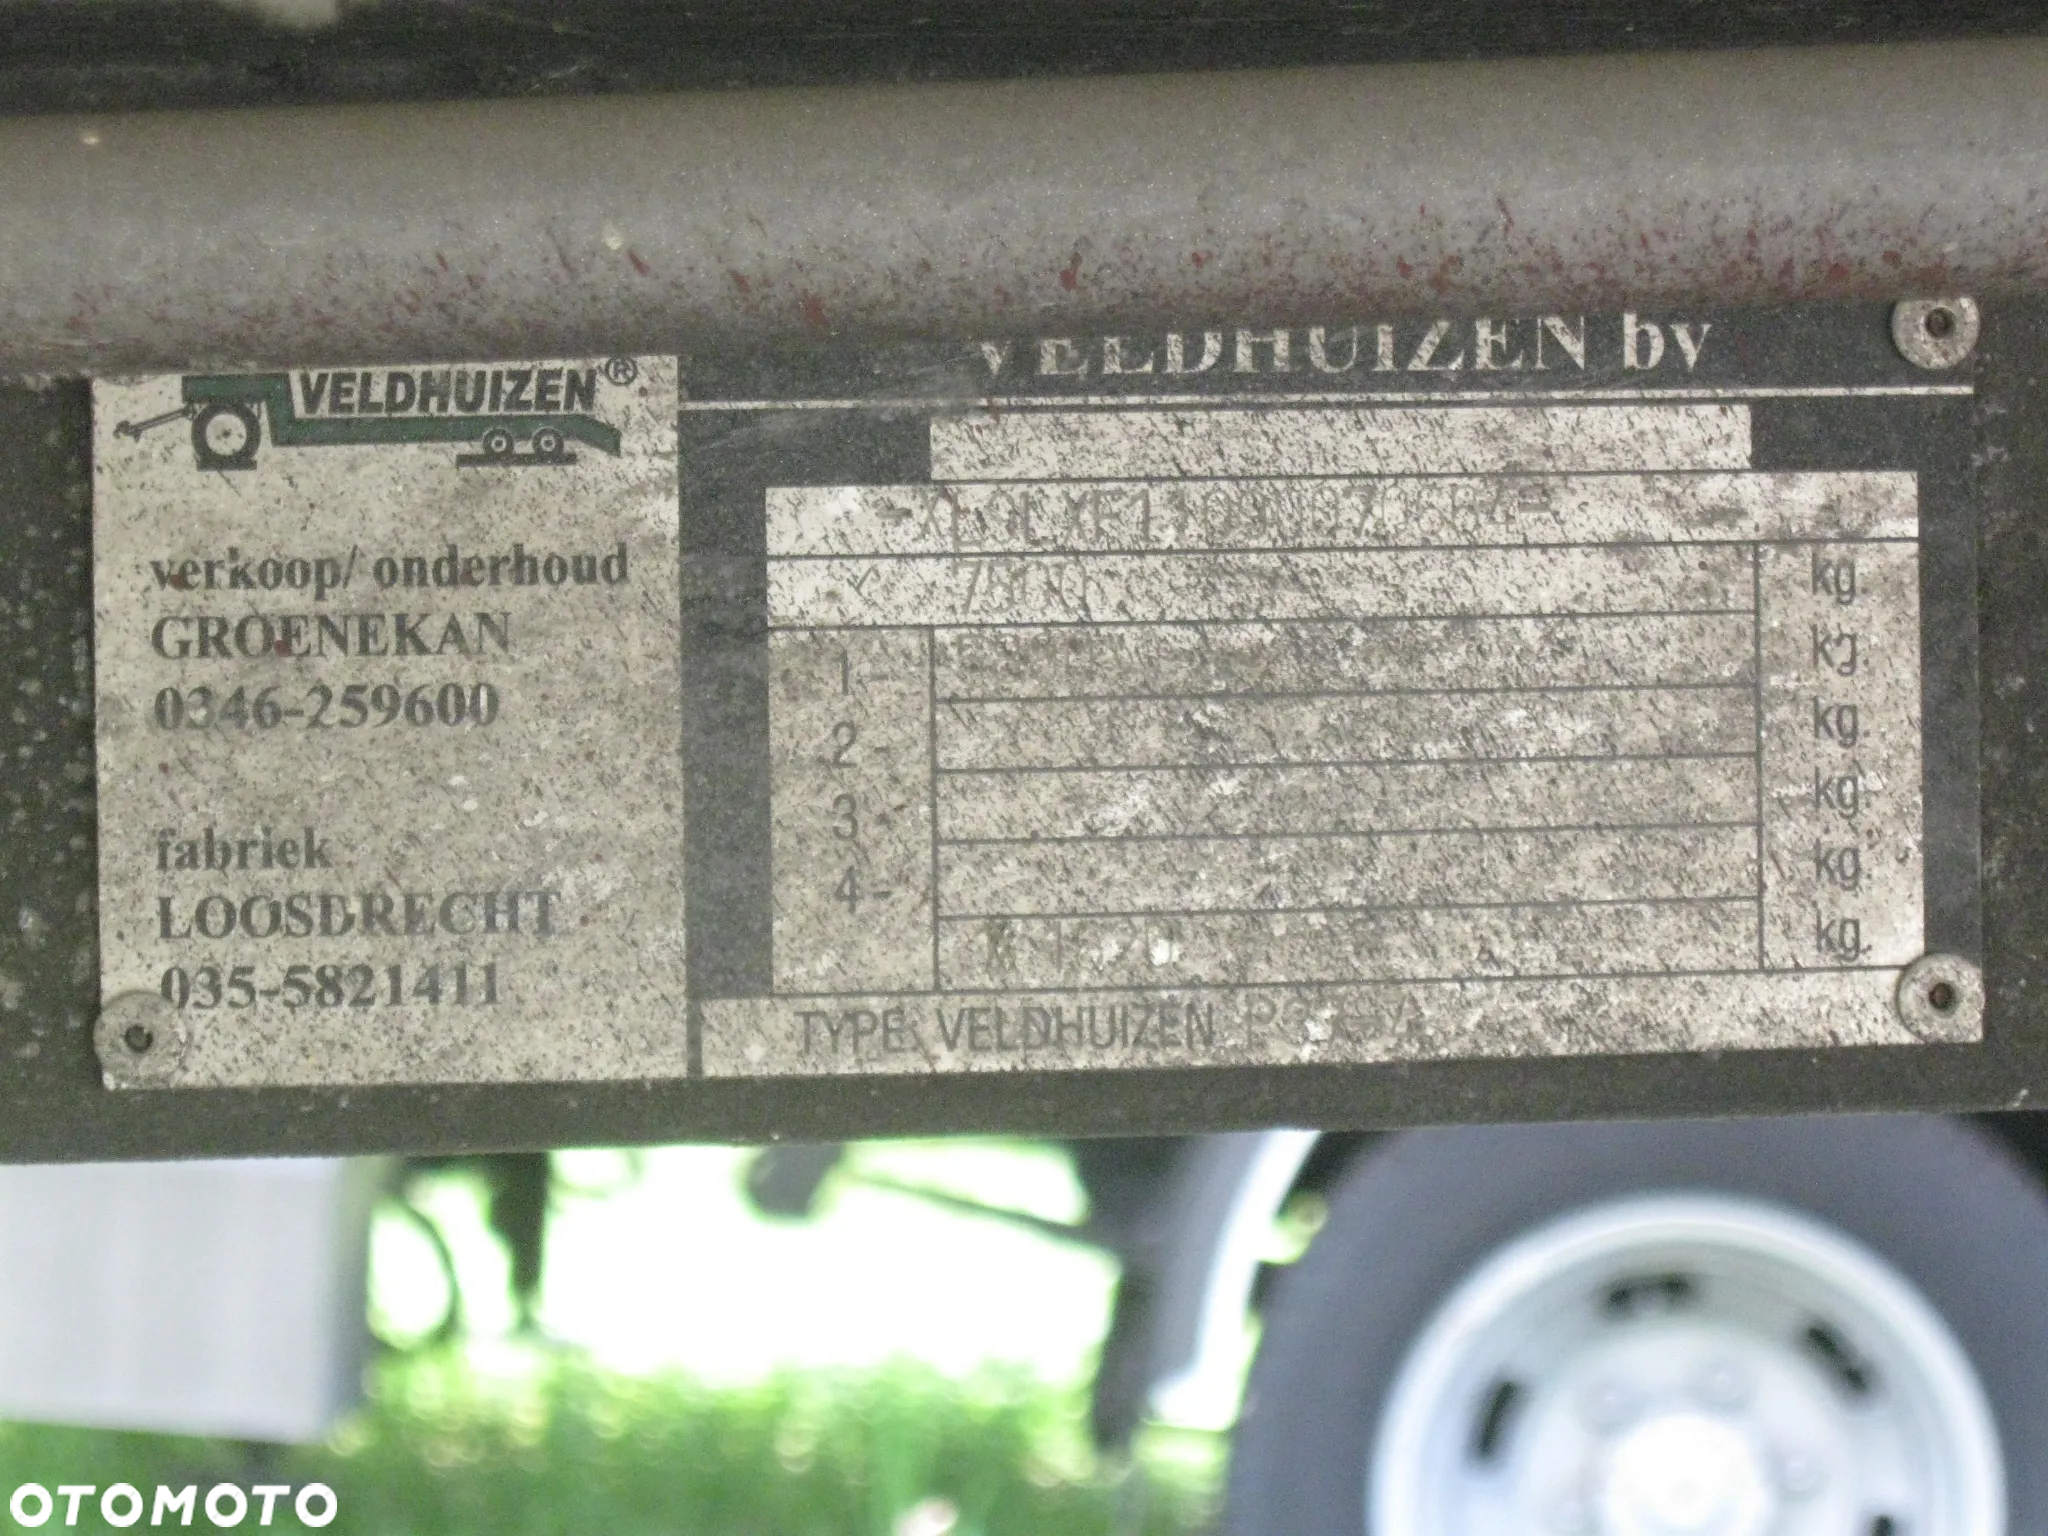 VELDHUIZEN®
verkoop/ onderhoud
GROENEKAN
0346-259600
fabriek
LOOSDRECHT
035-5821411
VELDHUIZEN bv
kg.
1- kg.
2- kg.
3- kg.
4- kg.
kg.
TYPE: VELDHUIZEN
OTOMOTO